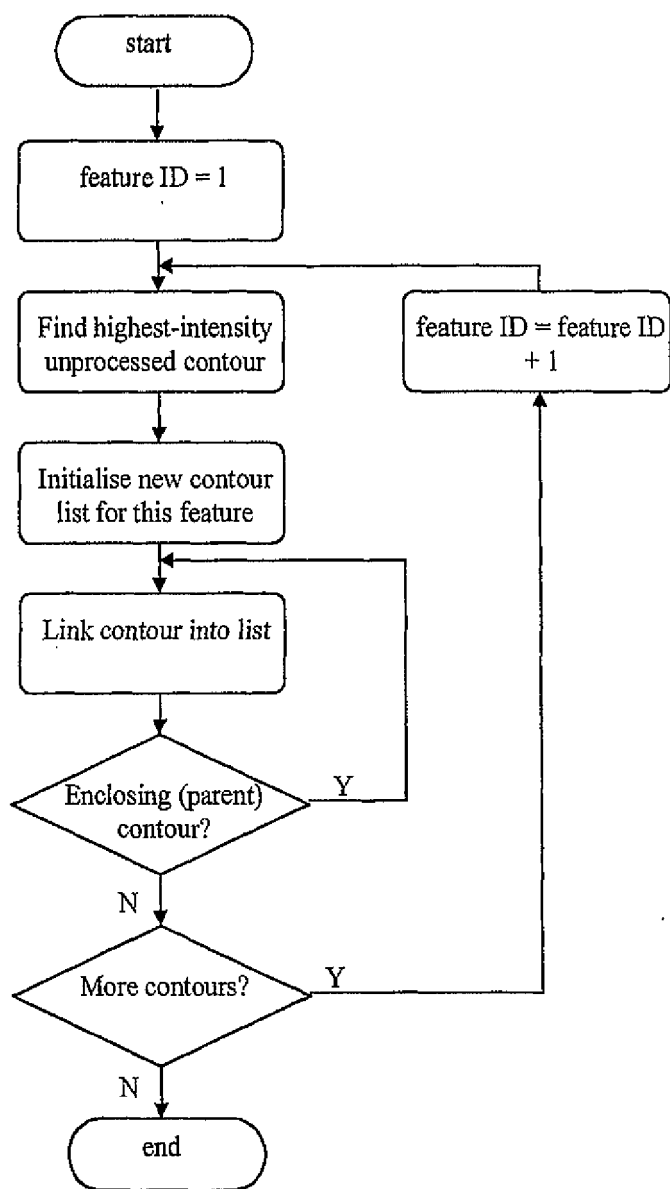 start
feature ID = 1
Find highest-intensity
unprocessed contour
feature ID = feature ID
+ 1
Initialise new contour
list for this feature
Link contour into list
Enclosing (parent)
contour?
Y
N
More contours?
Y
N
end